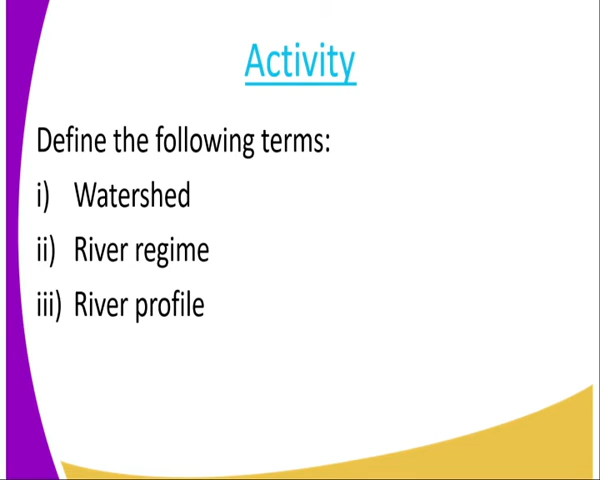 Activity
Define the following terms:
i) Watershed
ii) River regime
iii) River profile